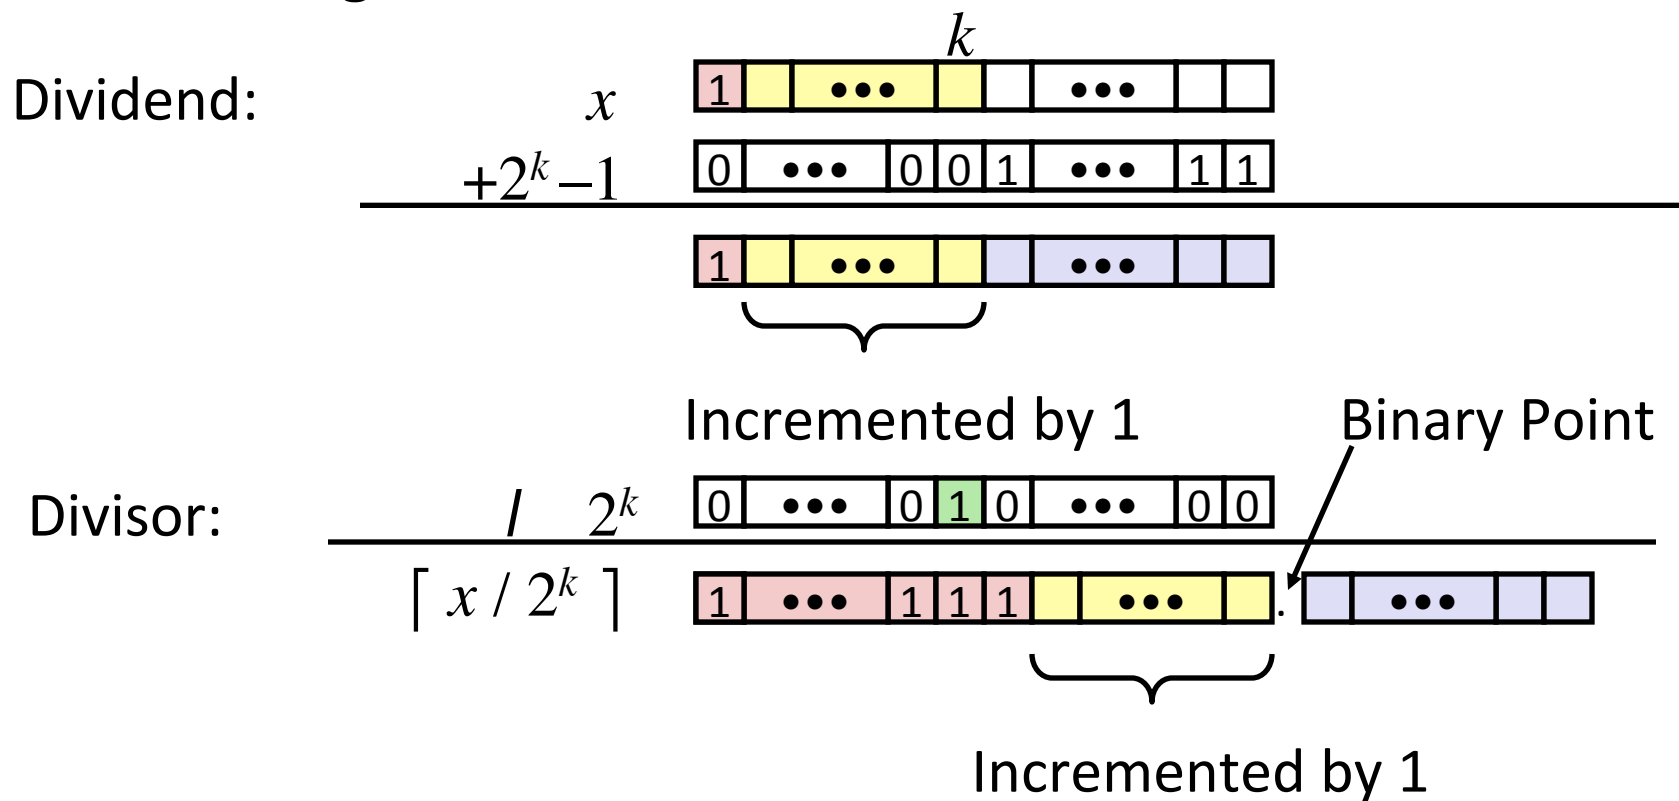 k
Dividend: x 1 ••• •••
+2^k –1 0 ••• 0 0 1 ••• 1 1
1 ••• •••
Incremented by 1 Binary Point
Divisor: / 2^k 0 ••• 0 1 0 ••• 0 0
⌈ x / 2^k ⌉ 1 ••• 1 1 1 ••• . •••
Incremented by 1